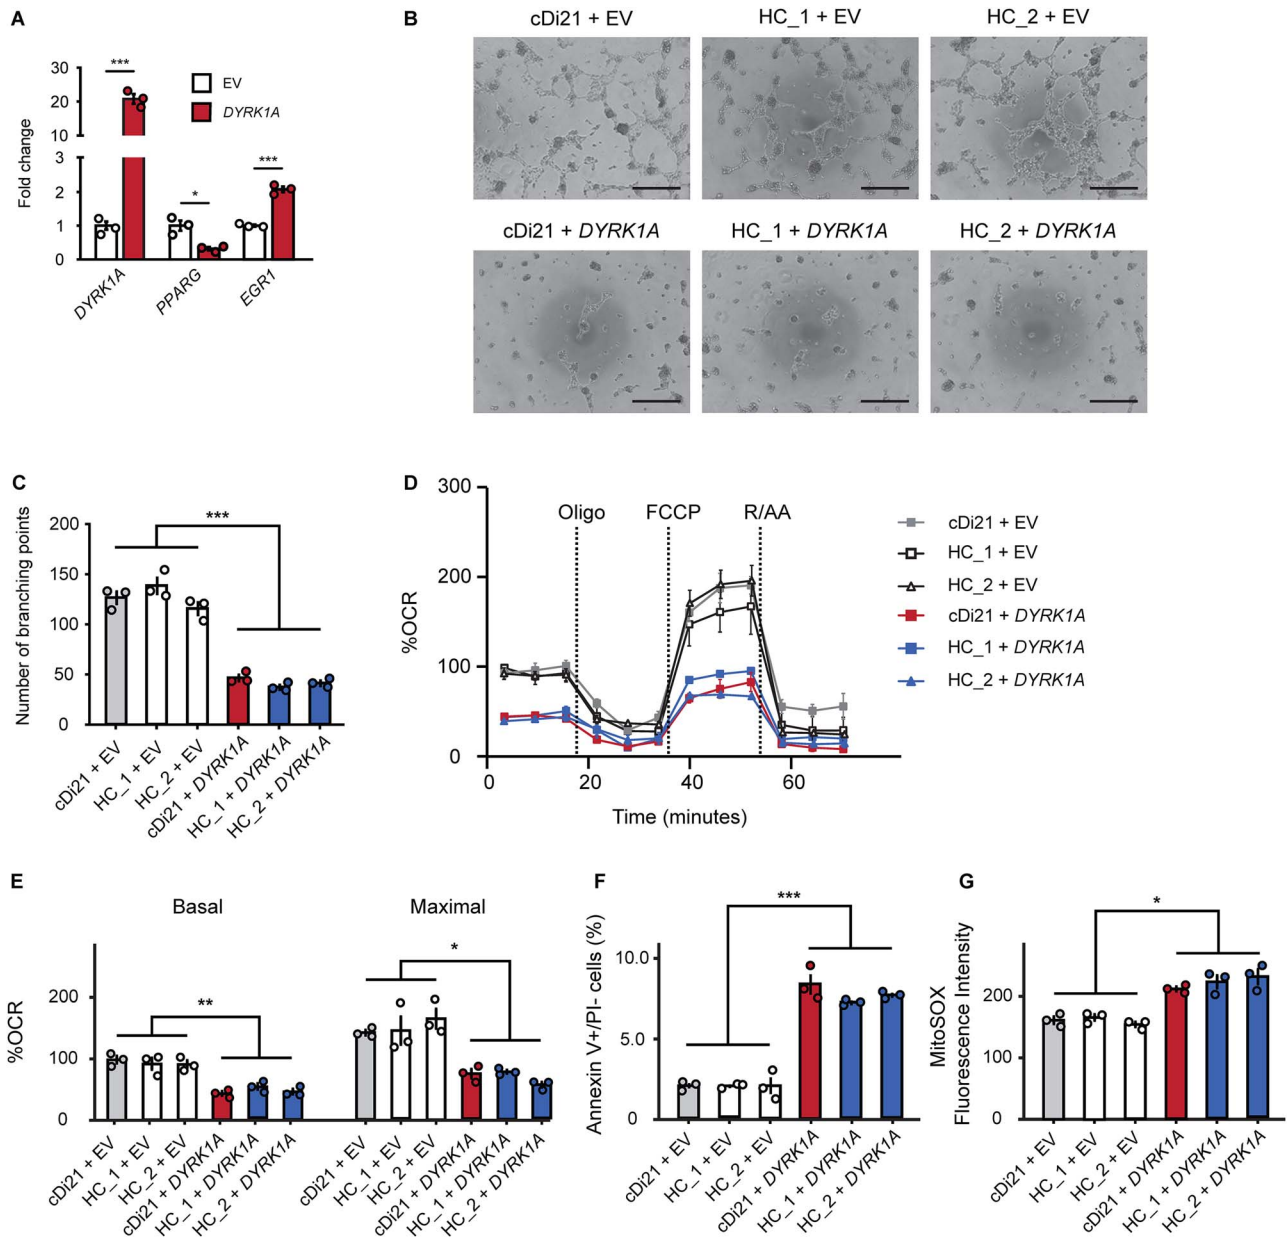 A
Fold change
30
20
10
3
2
1
0
***
*
***
EV
DYRK1A
DYRK1A
PPARG
EGR1
B
cDi21 + EV
HC_1 + EV
HC_2 + EV
cDi21 + DYRK1A
HC_1 + DYRK1A
HC_2 + DYRK1A
C
Number of branching points
200
150
100
50
0
***
cDi21 + EV
HC_1 + EV
HC_2 + EV
cDi21 + DYRK1A
HC_1 + DYRK1A
HC_2 + DYRK1A
D
%OCR
300
200
100
0
Oligo
FCCP
R/AA
0
20
40
60
Time (minutes)
cDi21 + EV
HC_1 + EV
HC_2 + EV
cDi21 + DYRK1A
HC_1 + DYRK1A
HC_2 + DYRK1A
E
Basal
Maximal
%OCR
200
100
0
**
*
cDi21 + EV
HC_1 + EV
HC_2 + EV
cDi21 + DYRK1A
HC_1 + DYRK1A
HC_2 + DYRK1A
cDi21 + EV
HC_1 + EV
HC_2 + EV
cDi21 + DYRK1A
HC_1 + DYRK1A
HC_2 + DYRK1A
F
Annexin V+/PI- cells (%)
10.0
5.0
0
***
cDi21 + EV
HC_1 + EV
HC_2 + EV
cDi21 + DYRK1A
HC_1 + DYRK1A
HC_2 + DYRK1A
G
MitoSOX
Fluorescence Intensity
200
100
0
*
cDi21 + EV
HC_1 + EV
HC_2 + EV
cDi21 + DYRK1A
HC_1 + DYRK1A
HC_2 + DYRK1A